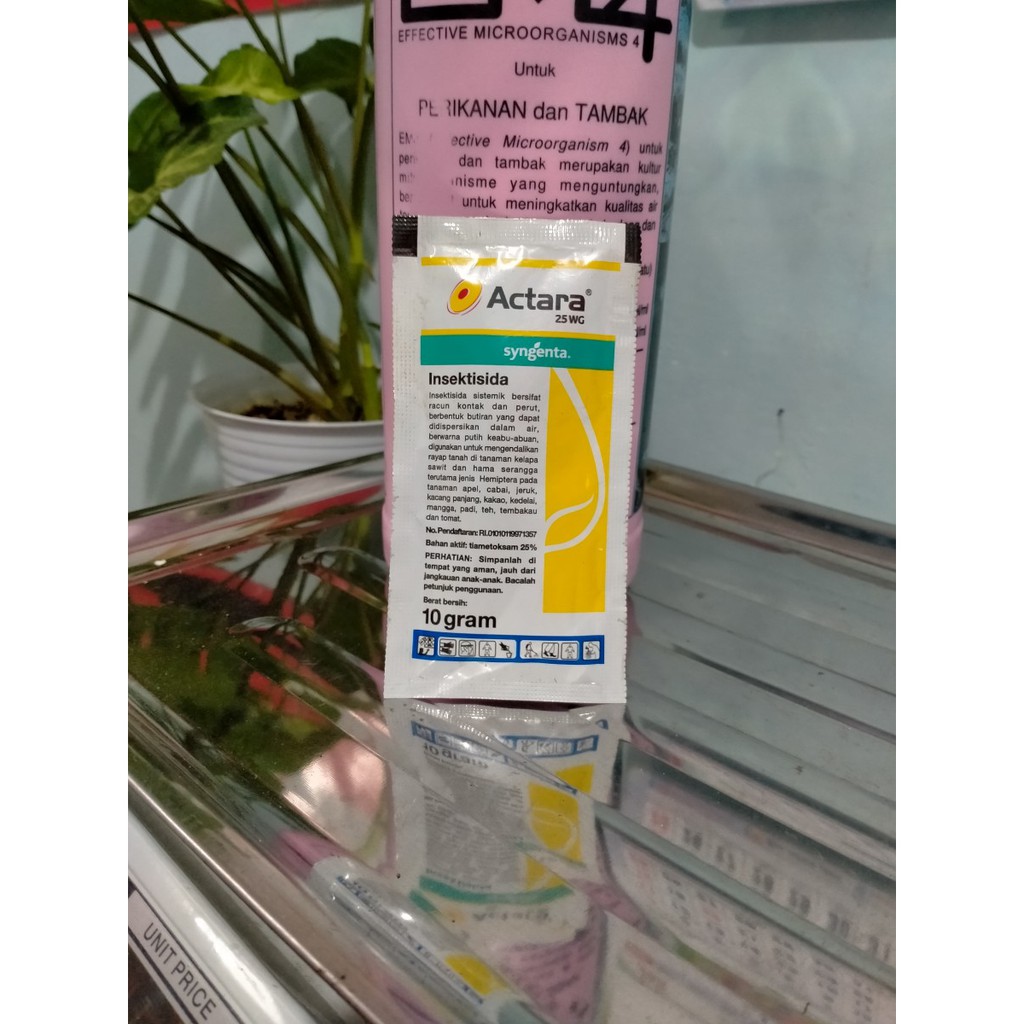 EFFECTIVE MICROORGANISMS 4
Untuk
PERIKANAN dan TAMBAK
ective Microorganism 4) untuk
dan tambak merupakan kultur
nisme yang menguntungkan,
untuk meningkatkan kualitas air
dan
Actara®
25 WG
syngenta.
Insektisida
Insektisida sistemik bersifat
racun kontak dan perut,
berbentuk butiran yang dapat
didispersikan dalam air,
berwarna putih keabu-abuan,
digunakan untuk mengendalikan
rayap tanah di tanaman kelapa
sawit dan hama serangga
terutama jenis Hemiptera pada
tanaman apel, cabai, jeruk,
kacang panjang, kakao, kedelai,
mangga, padi, teh, tembakau
dan tomat.
No. Pendaftaran: RI.01010119971357
Bahan aktif: tiametoksam 25%
PERHATIAN: Simpanlah di
tempat yang aman, jauh dari
jangkauan anak-anak. Bacalah
petunjuk penggunaan.
Berat bersih:
10 gram
UNIT PRICE